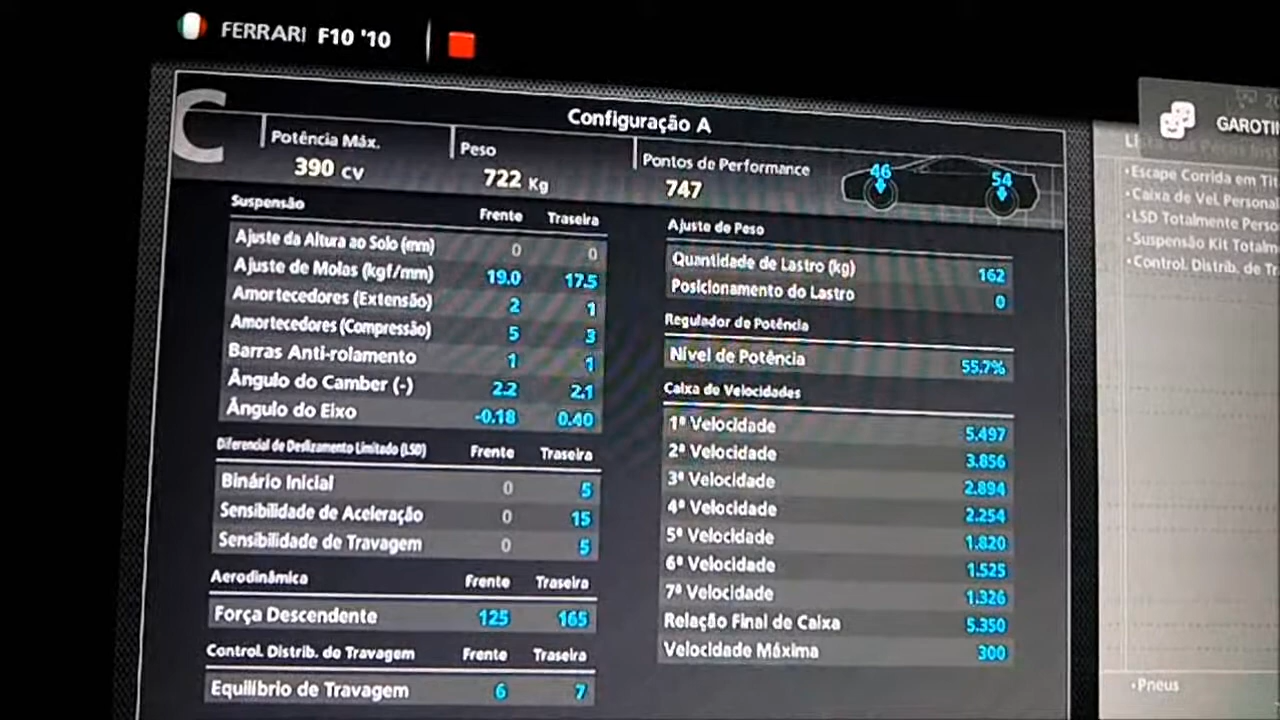 FERRARI F10 '10
C
Configuração A
Potência Máx.
390 CV
Peso
722 Kg
Pontos de Performance
747
46
54
Suspensão Frente Traseira
Ajuste da Altura ao Solo (mm) 0 0
Ajuste de Molas (kgf/mm) 19.0 17.5
Amortecedores (Extensão) 2 1
Amortecedores (Compressão) 5 3
Barras Anti-rolamento 1 1
Ângulo do Camber (-) 2.2 2.1
Ângulo do Eixo -0.18 0.40
Diferencial de Deslizamento Limitado (LSD) Frente Traseira
Binário Inicial 0 5
Sensibilidade de Aceleração 0 15
Sensibilidade de Travagem 0 5
Aerodinâmica Frente Traseira
Força Descendente 125 165
Control. Distrib. de Travagem Frente Traseira
Equilíbrio de Travagem 6 7
Ajuste de Peso
Quantidade de Lastro (kg) 162
Posicionamento do Lastro 0
Regulador de Potência
Nível de Potência 55.7%
Caixa de Velocidades
1ª Velocidade 5.497
2ª Velocidade 3.856
3ª Velocidade 2.894
4ª Velocidade 2.254
5ª Velocidade 1.820
6ª Velocidade 1.525
7ª Velocidade 1.326
Relação Final de Caixa 5.350
Velocidade Máxima 300
GAROTI
•Escape Corrida em Tit
•Caixa de Vel. Personal
•LSD Totalmente Perso
•Suspensão Kit Totalm
•Control. Distrib. de Tr
•Pneus